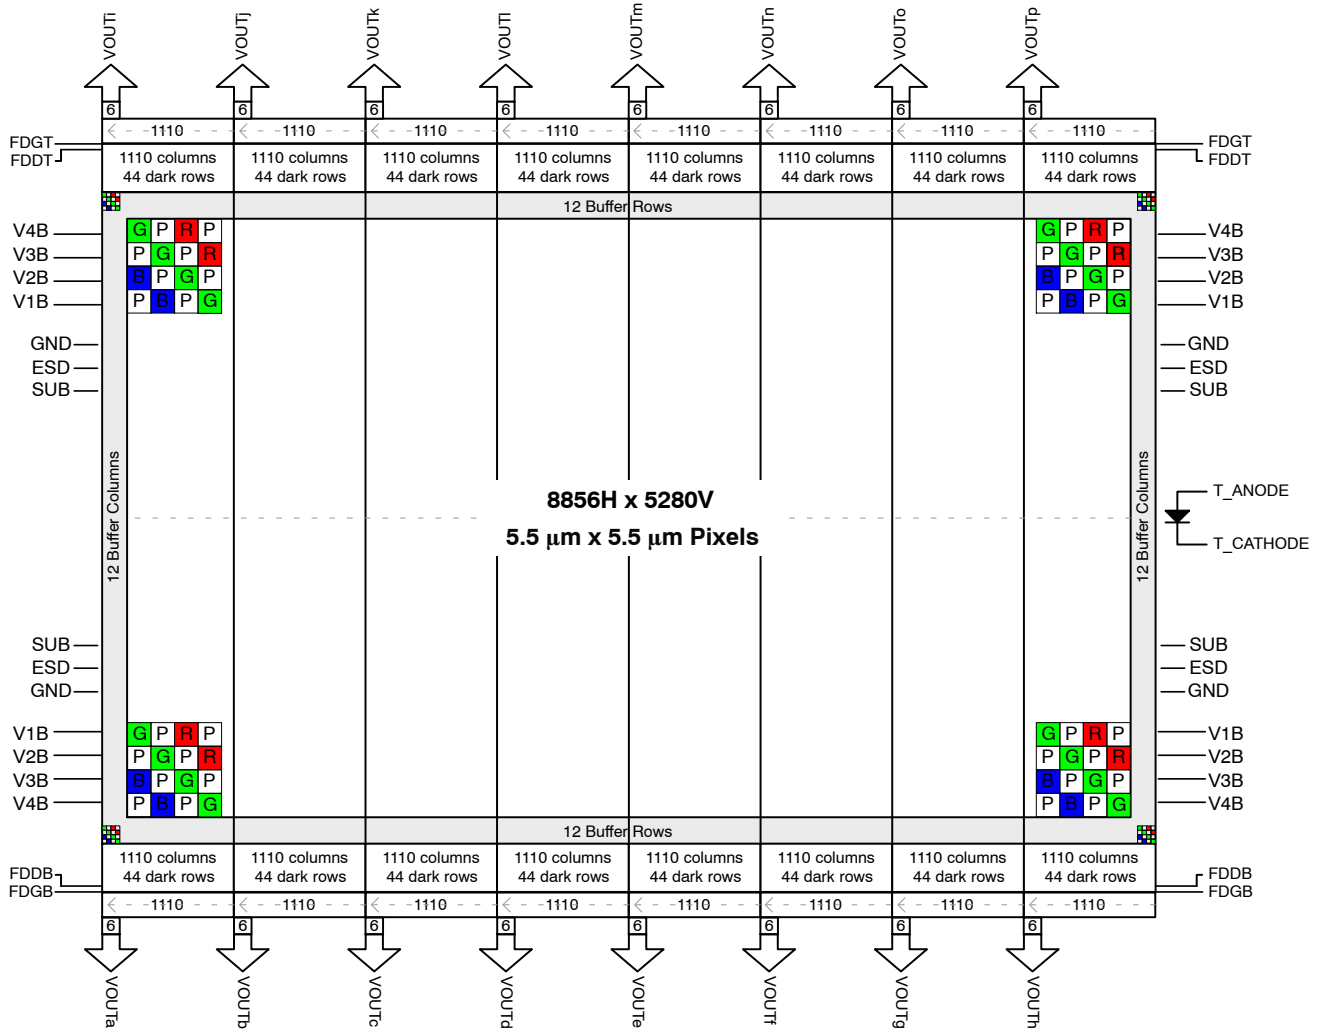 VOUTi VOUTj VOUTk VOUTl VOUTm VOUTn VOUTo VOUTp
6 6 6 6 6 6 6 6
1110 1110 1110 1110 1110 1110 1110 1110
FDGT FDGT
FDDT FDDT
1110 columns 1110 columns 1110 columns 1110 columns 1110 columns 1110 columns 1110 columns 1110 columns
44 dark rows 44 dark rows 44 dark rows 44 dark rows 44 dark rows 44 dark rows 44 dark rows 44 dark rows
12 Buffer Rows
V4B G P R P G P R P V4B
V3B P G P R P G P R V3B
V2B B P G P B P G P V2B
V1B P B P G P B P G V1B
GND GND
ESD ESD
SUB SUB
12 Buffer Columns
8856H x 5280V
5.5 μm x 5.5 μm Pixels
12 Buffer Columns
T_ANODE
T_CATHODE
SUB SUB
ESD ESD
GND GND
V1B G P R P G P R P V1B
V2B P G P R P G P R V2B
V3B B P G P B P G P V3B
V4B P B P G P B P G V4B
12 Buffer Rows
1110 columns 1110 columns 1110 columns 1110 columns 1110 columns 1110 columns 1110 columns 1110 columns
44 dark rows 44 dark rows 44 dark rows 44 dark rows 44 dark rows 44 dark rows 44 dark rows 44 dark rows
FDDB FDDB
FDGB FDGB
1110 1110 1110 1110 1110 1110 1110 1110
6 6 6 6 6 6 6 6
VOUTa VOUTb VOUTc VOUTd VOUTe VOUTf VOUTg VOUTh